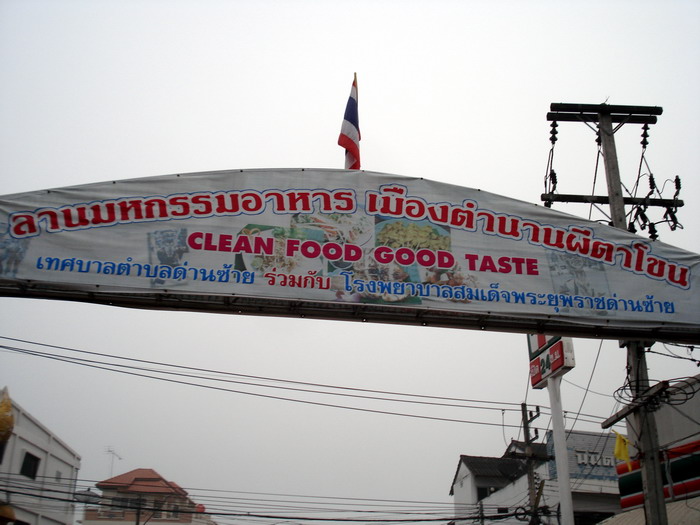 ลานมหกรรมอาหาร เมืองตำนานผีตาโขน
CLEAN FOOD GOOD TASTE
เทศบาลตำบลด่านซ้าย ร่วมกับ โรงพยาบาลสมเด็จพระยุพราชด่านซ้าย
24